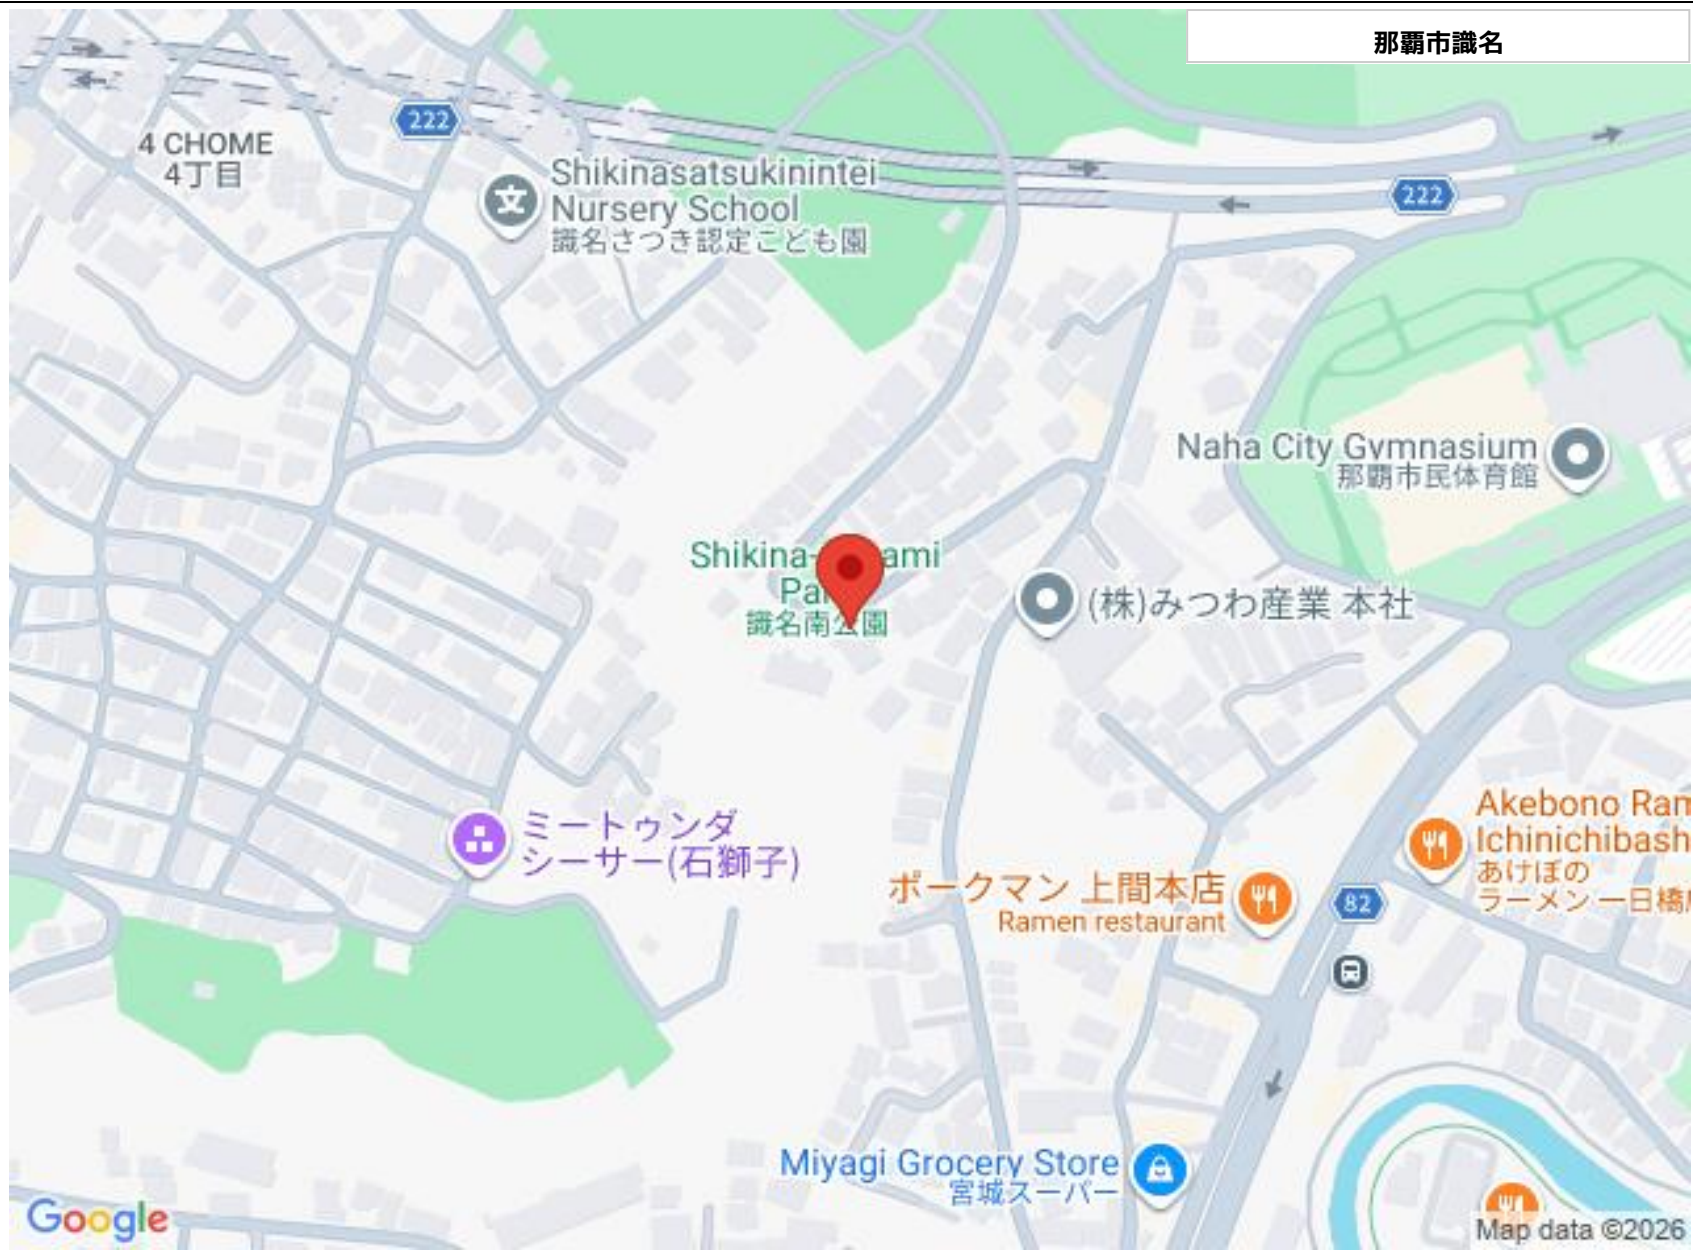 那覇市識名
222
4 CHOME
4丁目
Shikinasatsukinintei
Nursery School
識名さつき認定こども園
222
Naha City Gymnasium
那覇市民体育館
識名南公園
(株)みつわ産業 本社
ミートゥンダ
シーサー(石獅子)
Akebono
あけぼの
ラーメン 一日橋
ポークマン 上間本店
Ramen restaurant
82
Miyagi Grocery Store
宮城スーパー
Google
Map data ©2026